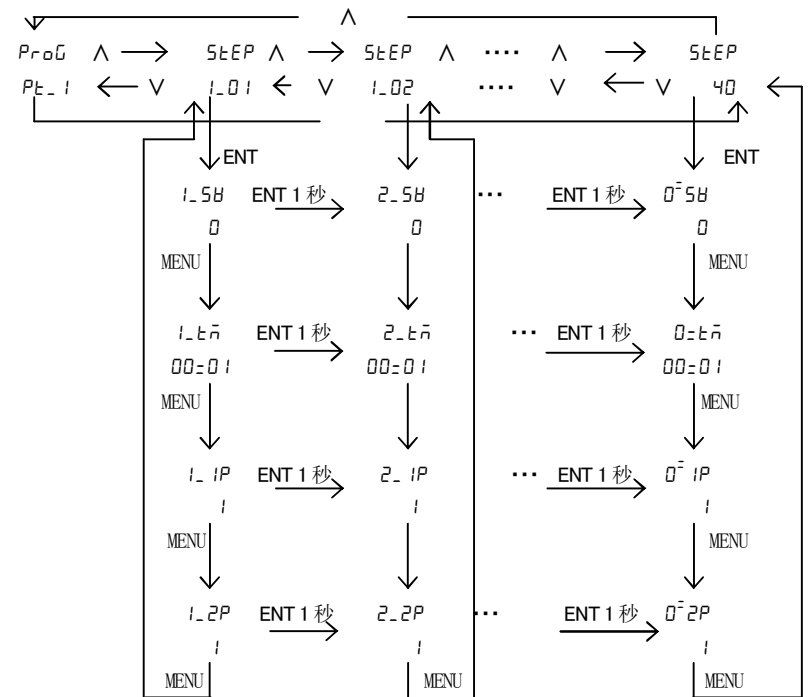 ∧
ProG ∧ StEP ∧ StEP ∧ ···· ∧ StEP
Pt_1 ∨ 1_01 ∨ 1_02 ···· ∨ ∨ 40
ENT ENT
1_SV ENT 1 秒 2_SV ··· ENT 1 秒 0¯SV
0 0 0
MENU MENU
1_tm ENT 1 秒 2_tm ··· ENT 1 秒 0=tm
00=01 00=01 00=01
MENU MENU
1_1P ENT 1 秒 2_1P ··· ENT 1 秒 0¯1P
1 1 1
MENU MENU
1_2P ENT 1 秒 2_2P ··· ENT 1 秒 0¯2P
1 1 1
MENU MENU MENU